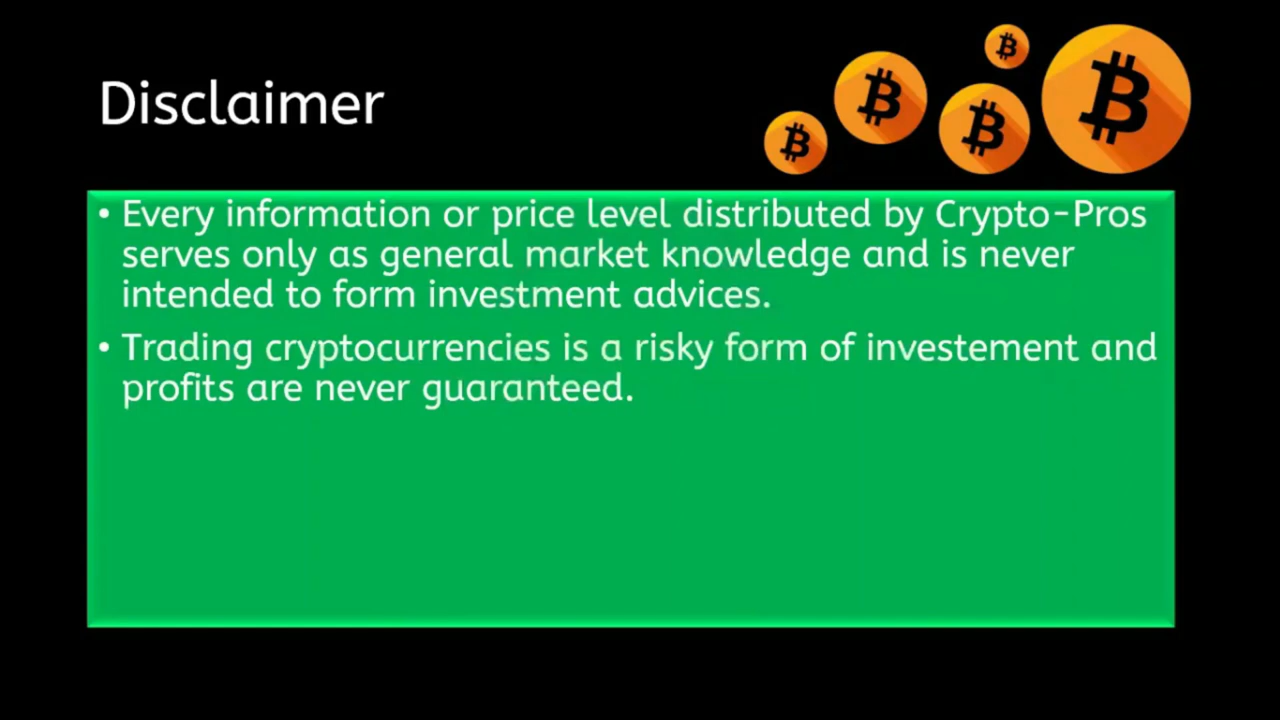 Disclaimer
• Every information or price level distributed by Crypto-Pros
serves only as general market knowledge and is never
intended to form investment advices.
• Trading cryptocurrencies is a risky form of investement and
profits are never guaranteed.